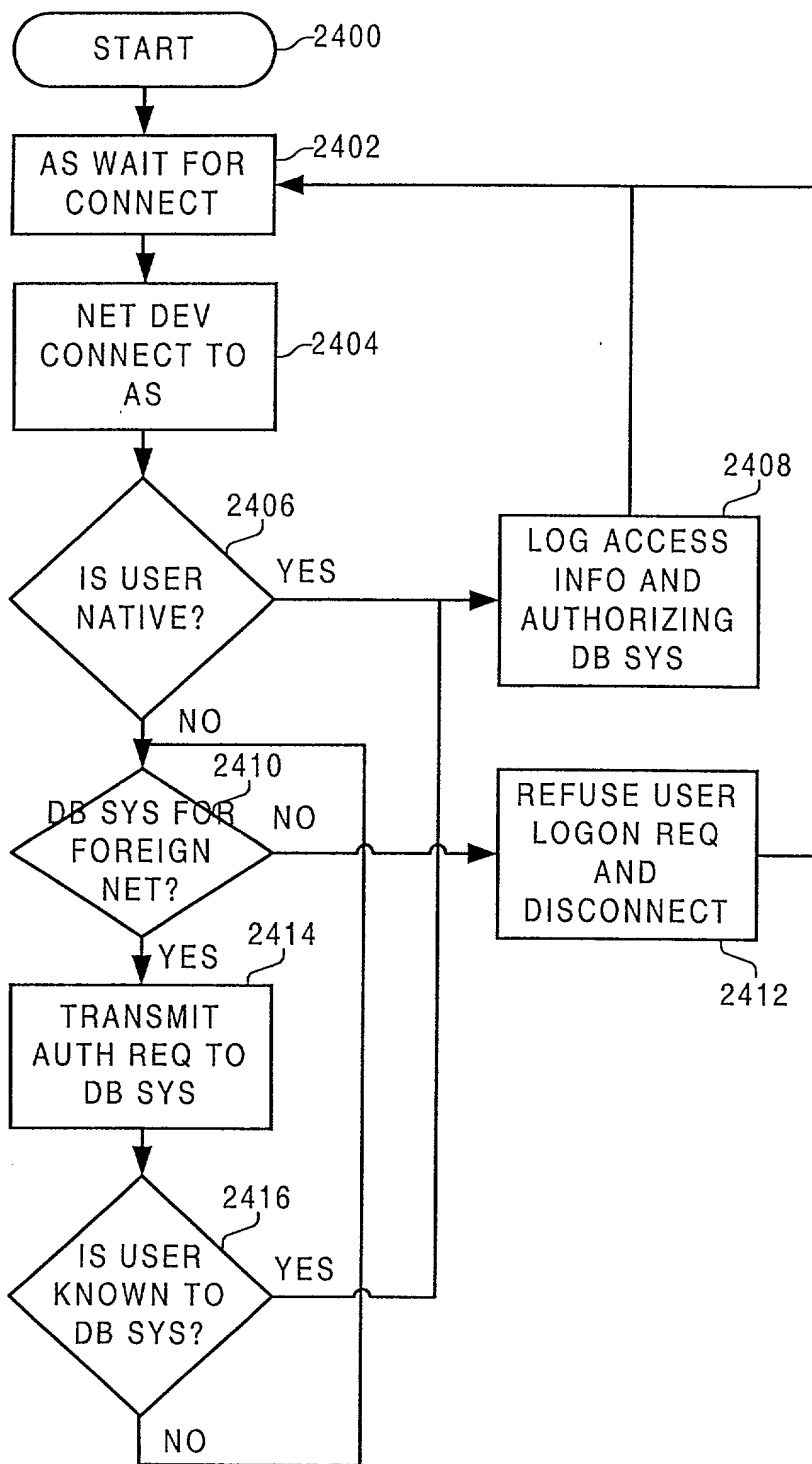 START
2400
AS WAIT FOR
CONNECT
2402
NET DEV
CONNECT TO
AS
2404
IS USER
NATIVE?
2406
YES
NO
LOG ACCESS
INFO AND
AUTHORIZING
DB SYS
2408
DB SYS FOR
FOREIGN
NET?
2410
NO
YES
REFUSE USER
LOGON REQ
AND
DISCONNECT
2412
TRANSMIT
AUTH REQ TO
DB SYS
2414
IS USER
KNOWN TO
DB SYS?
2416
YES
NO